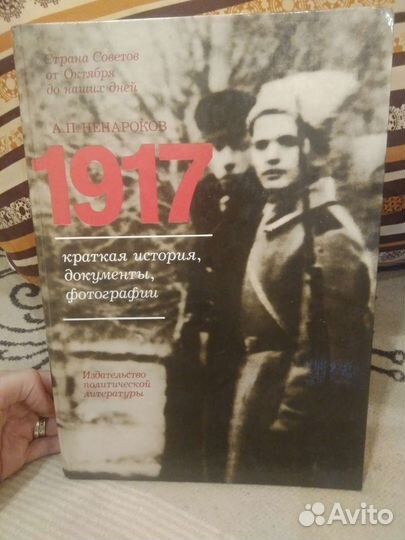 Страна Советов
от Октября
до наших дней
А.П. НЕНАРОКОВ
1917
краткая история,
документы,
фотографии
Издательство
политической
литературы
Avito